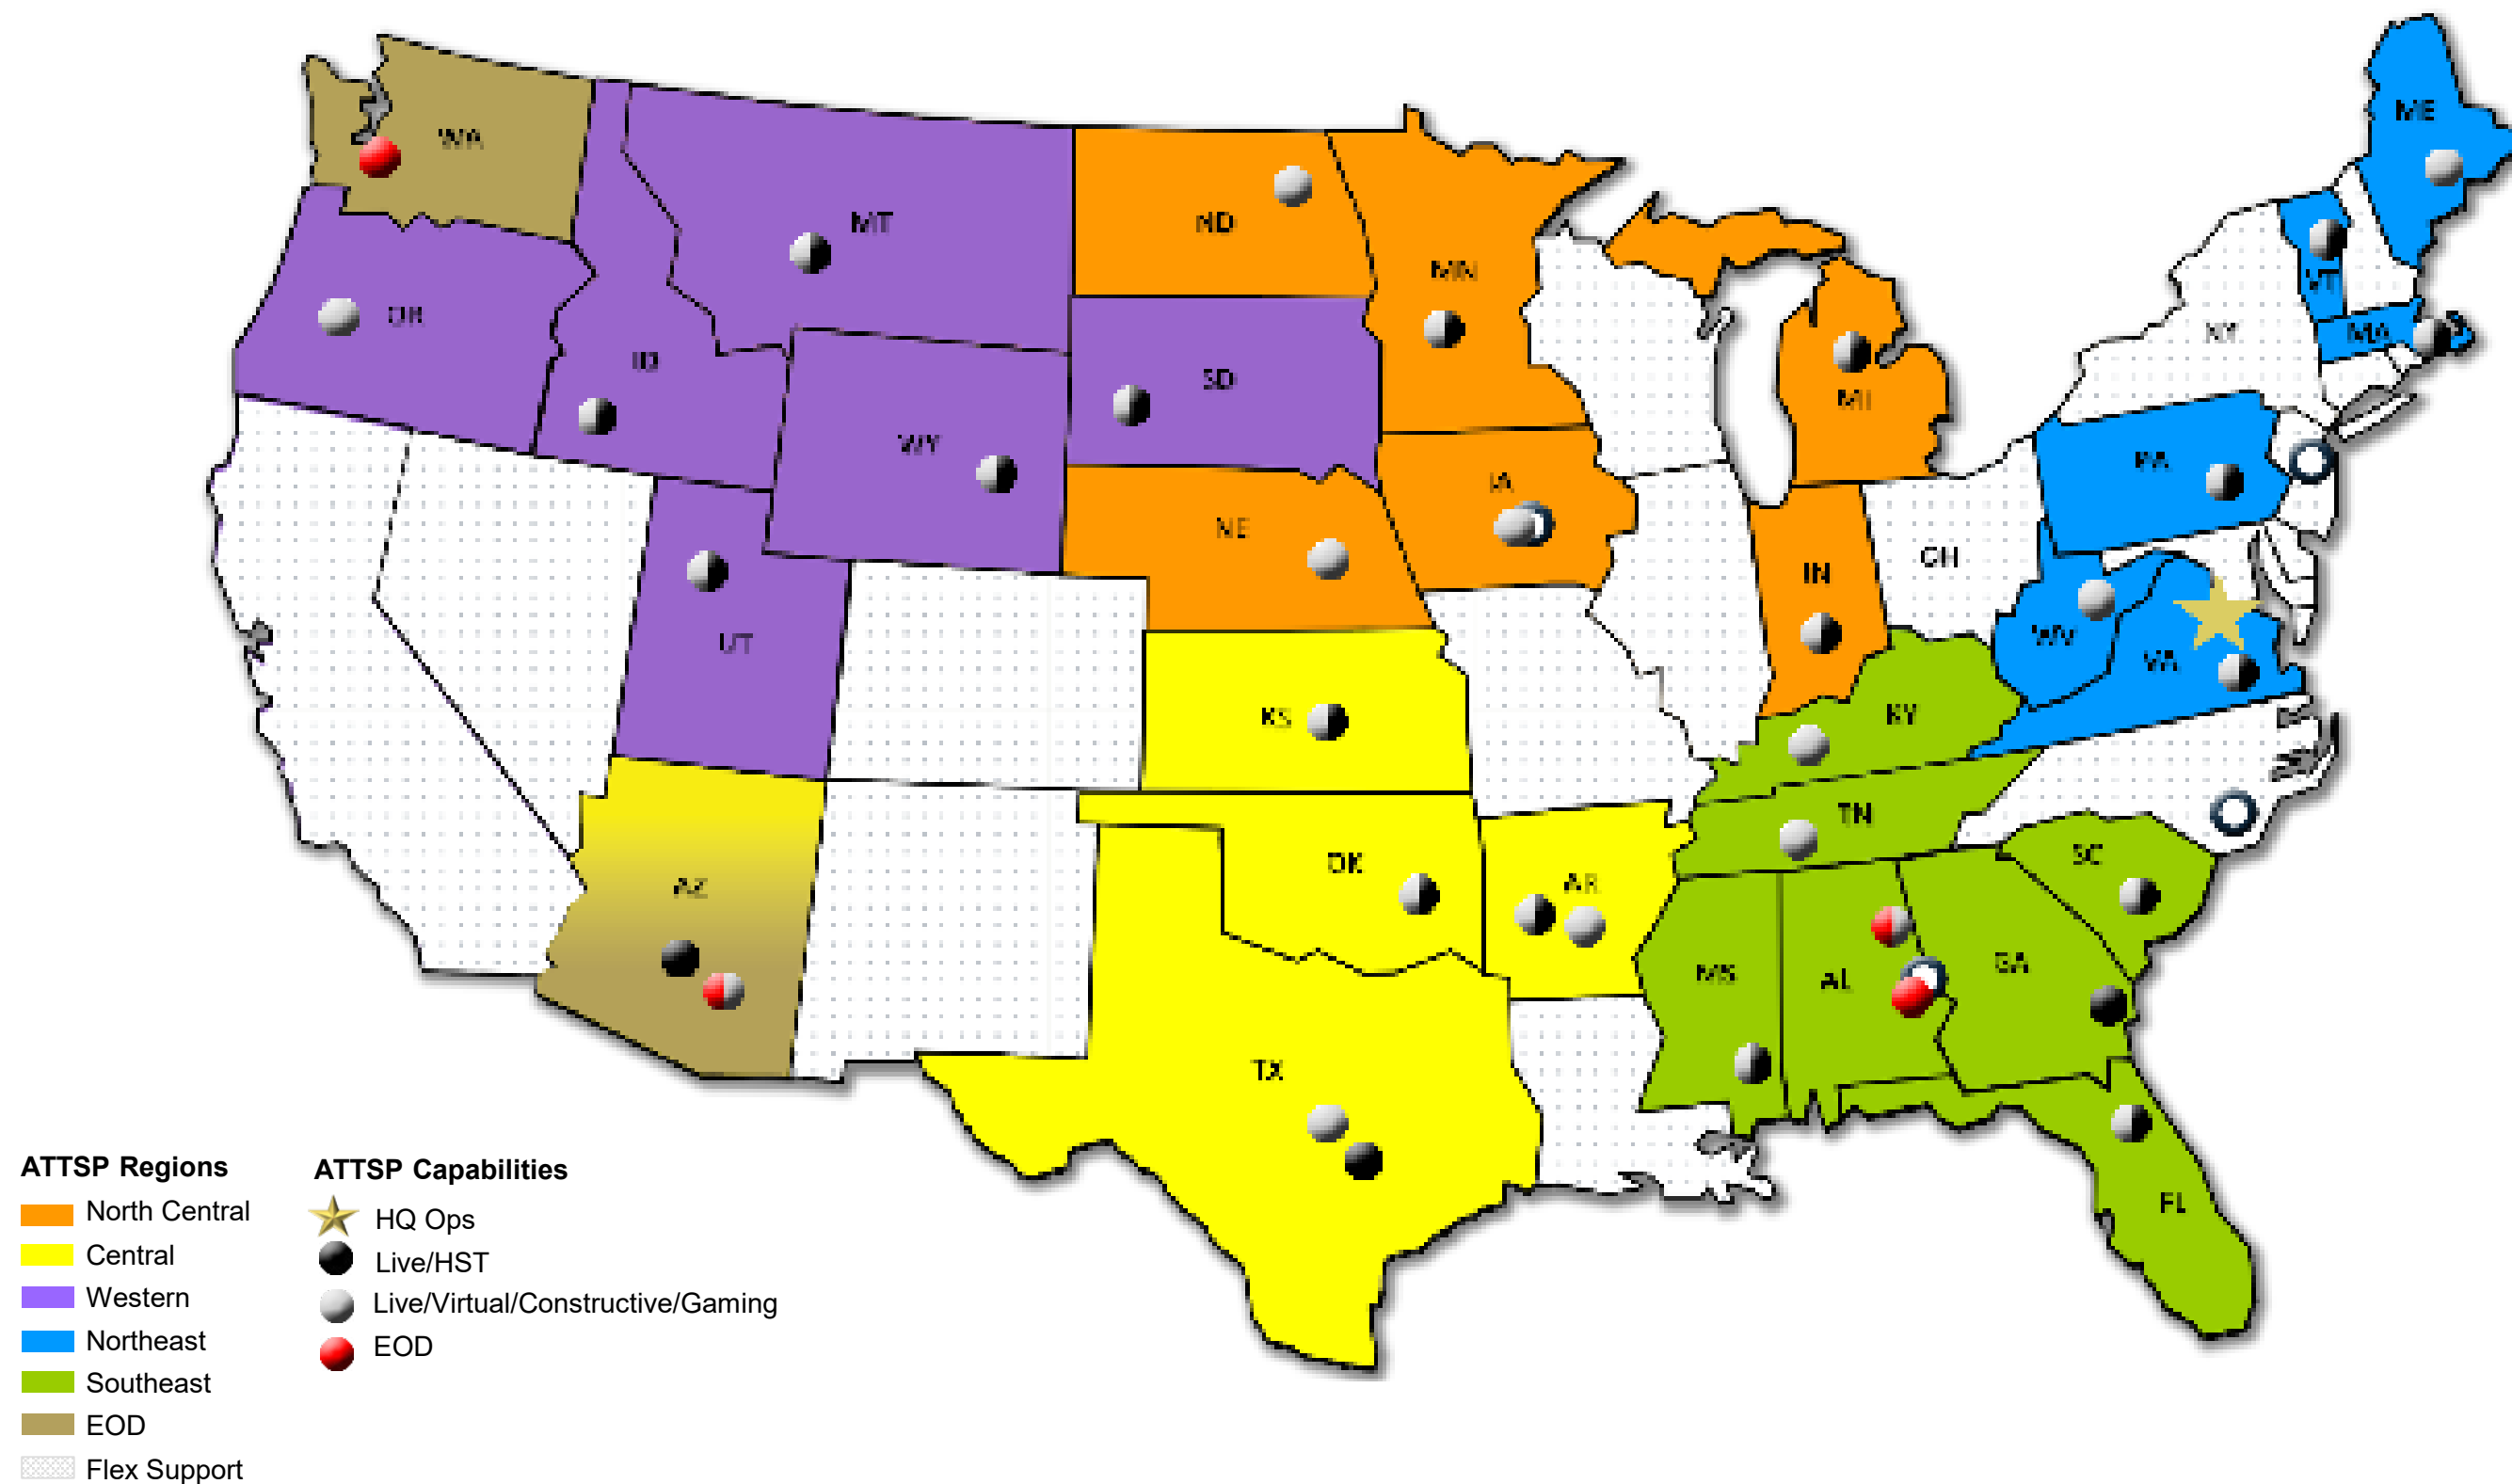 ME
WA
MT
ND
VT
MN
OR
NY
MA
ID
SD
MI
WY
PA
IA
NE
OH
IN
UT
WV
VA
KS
KY
TN
OK
SC
AR
AZ
MS
AL
GA
TX
FL
ATTSP Regions
North Central
Central
Western
Northeast
Southeast
EOD
Flex Support
ATTSP Capabilities
HQ Ops
Live/HST
Live/Virtual/Constructive/Gaming
EOD